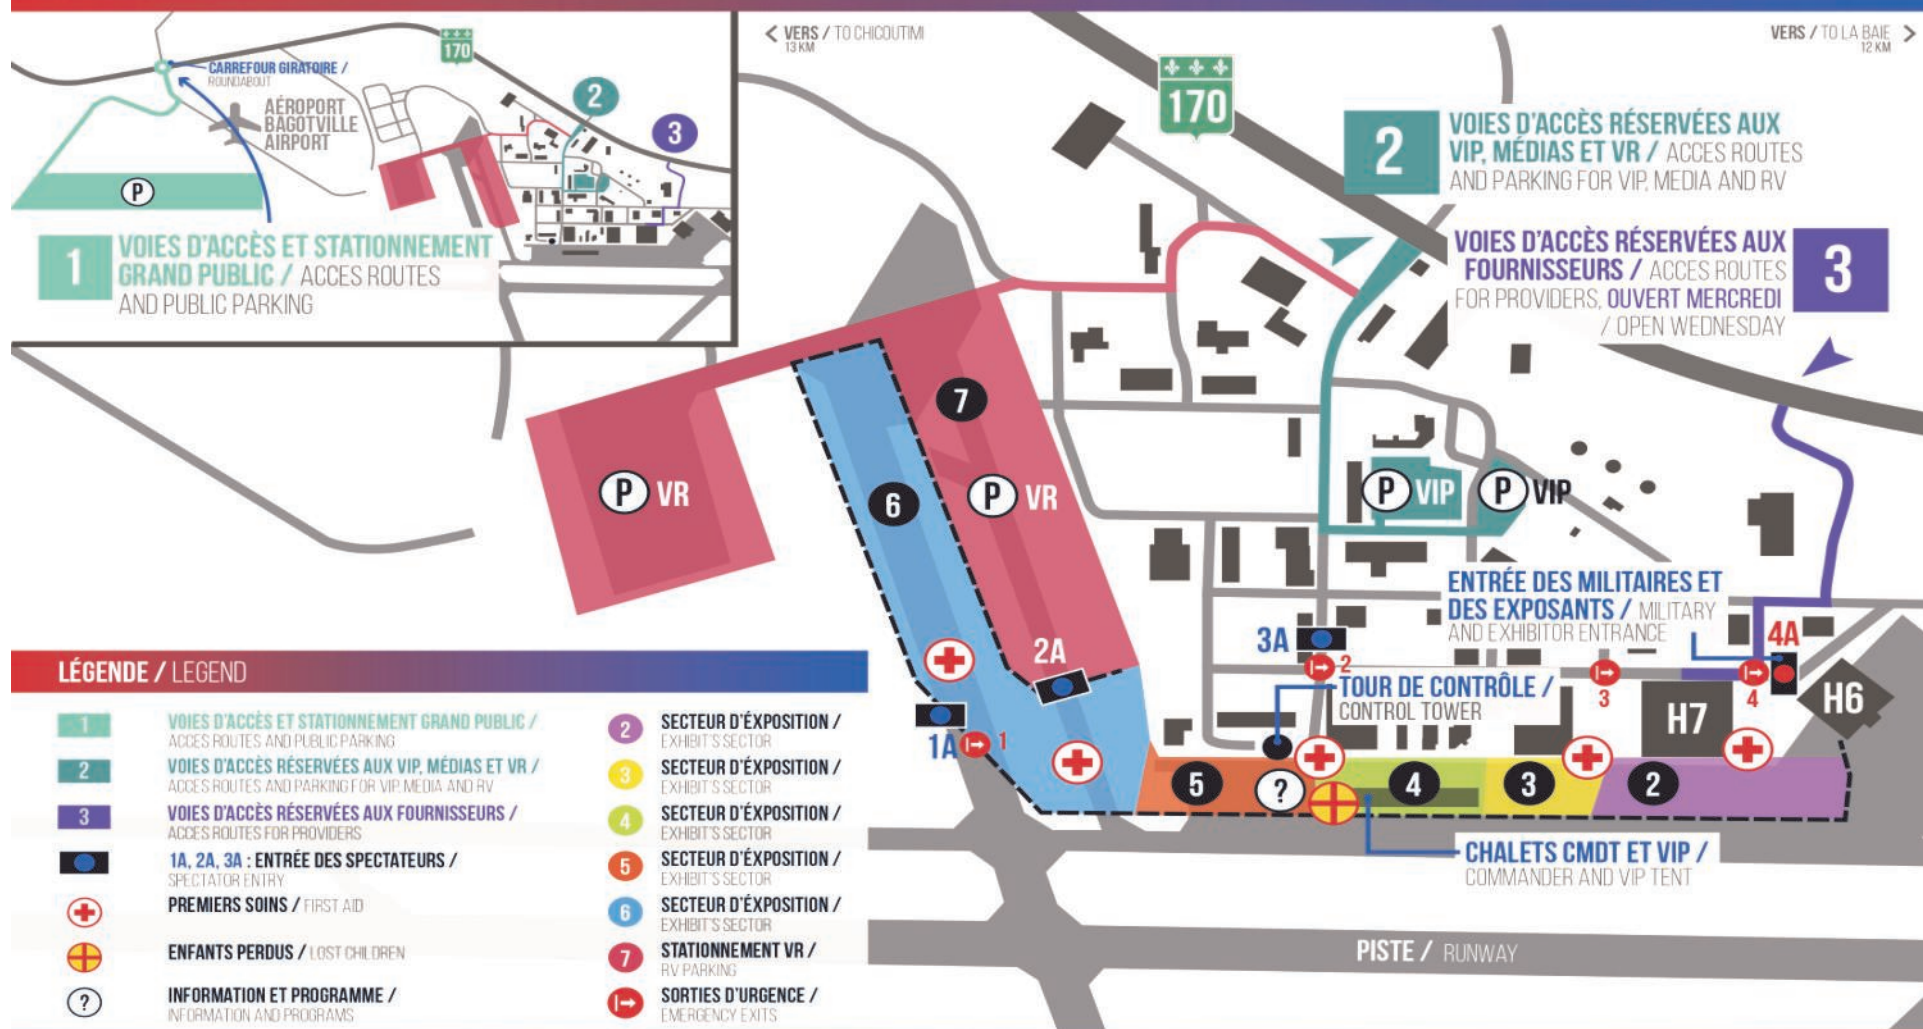 170
CARREFOUR GIRATOIRE /
ROUNDABOUT
AÉROPORT
BAGOTVILLE
AIRPORT
2
3
P
1
VOIES D'ACCÈS ET STATIONNEMENT
GRAND PUBLIC / ACCES ROUTES
AND PUBLIC PARKING
< VERS / TO CHICOUTIMI
13 KM
VERS / TO LA BAIE >
12 KM
170
2
VOIES D'ACCÈS RÉSERVÉES AUX
VIP, MÉDIAS ET VR / ACCES ROUTES
AND PARKING FOR VIP, MEDIA AND RV
VOIES D'ACCÈS RÉSERVÉES AUX
FOURNISSEURS / ACCES ROUTES
FOR PROVIDERS, OUVERT MERCREDI
/ OPEN WEDNESDAY
3
7
P VR
6
P VR
P VIP
P VIP
ENTRÉE DES MILITAIRES ET
DES EXPOSANTS / MILITARY
AND EXHIBITOR ENTRANCE
4A
3A
2
2A
3
4
H7
H6
TOUR DE CONTRÔLE /
CONTROL TOWER
1A
1
5
?
4
3
2
CHALETS CMDT ET VIP /
COMMANDER AND VIP TENT
PISTE / RUNWAY
LÉGENDE / LEGEND
1
VOIES D'ACCÈS ET STATIONNEMENT GRAND PUBLIC /
ACCES ROUTES AND PUBLIC PARKING
2
VOIES D'ACCÈS RÉSERVÉES AUX VIP, MÉDIAS ET VR /
ACCES ROUTES AND PARKING FOR VIP, MEDIA AND RV
3
VOIES D'ACCÈS RÉSERVÉES AUX FOURNISSEURS /
ACCES ROUTES FOR PROVIDERS
1A, 2A, 3A : ENTRÉE DES SPECTATEURS /
SPECTATOR ENTRY
PREMIERS SOINS / FIRST AID
ENFANTS PERDUS / LOST CHILDREN
?
INFORMATION ET PROGRAMME /
INFORMATION AND PROGRAMS
2
SECTEUR D'ÉXPOSITION /
EXHIBIT'S SECTOR
3
SECTEUR D'ÉXPOSITION /
EXHIBIT'S SECTOR
4
SECTEUR D'ÉXPOSITION /
EXHIBIT'S SECTOR
5
SECTEUR D'ÉXPOSITION /
EXHIBIT'S SECTOR
6
SECTEUR D'ÉXPOSITION /
EXHIBIT'S SECTOR
7
STATIONNEMENT VR /
RV PARKING
SORTIES D'URGENCE /
EMERGENCY EXITS